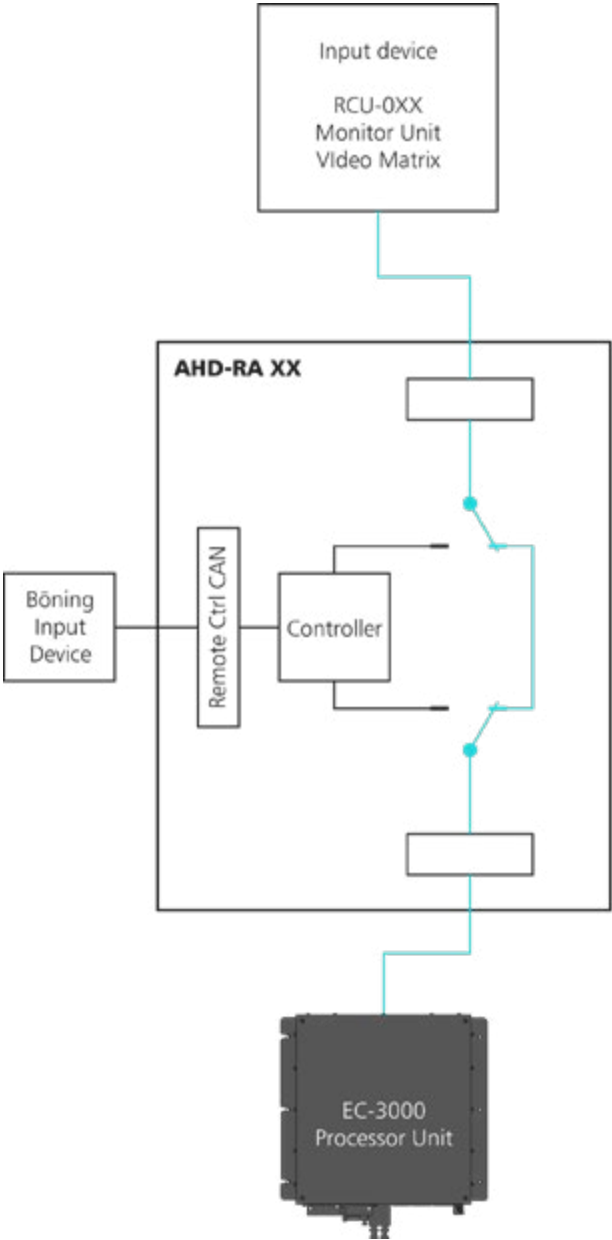 Input device
RCU-0XX
Monitor Unit
VIdeo Matrix
AHD-RA XX
Böning
Input
Device
Remote Ctrl CAN
Controller
EC-3000
Processor Unit